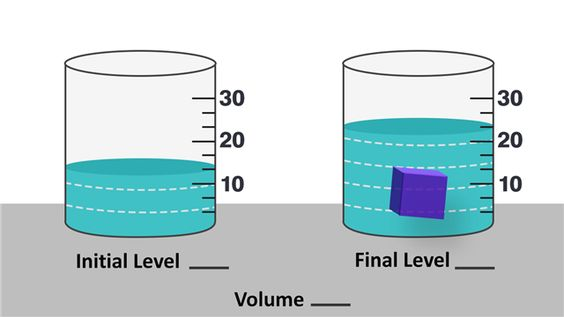 30
20
10
30
20
10
Initial Level ____
Final Level ____
Volume ____